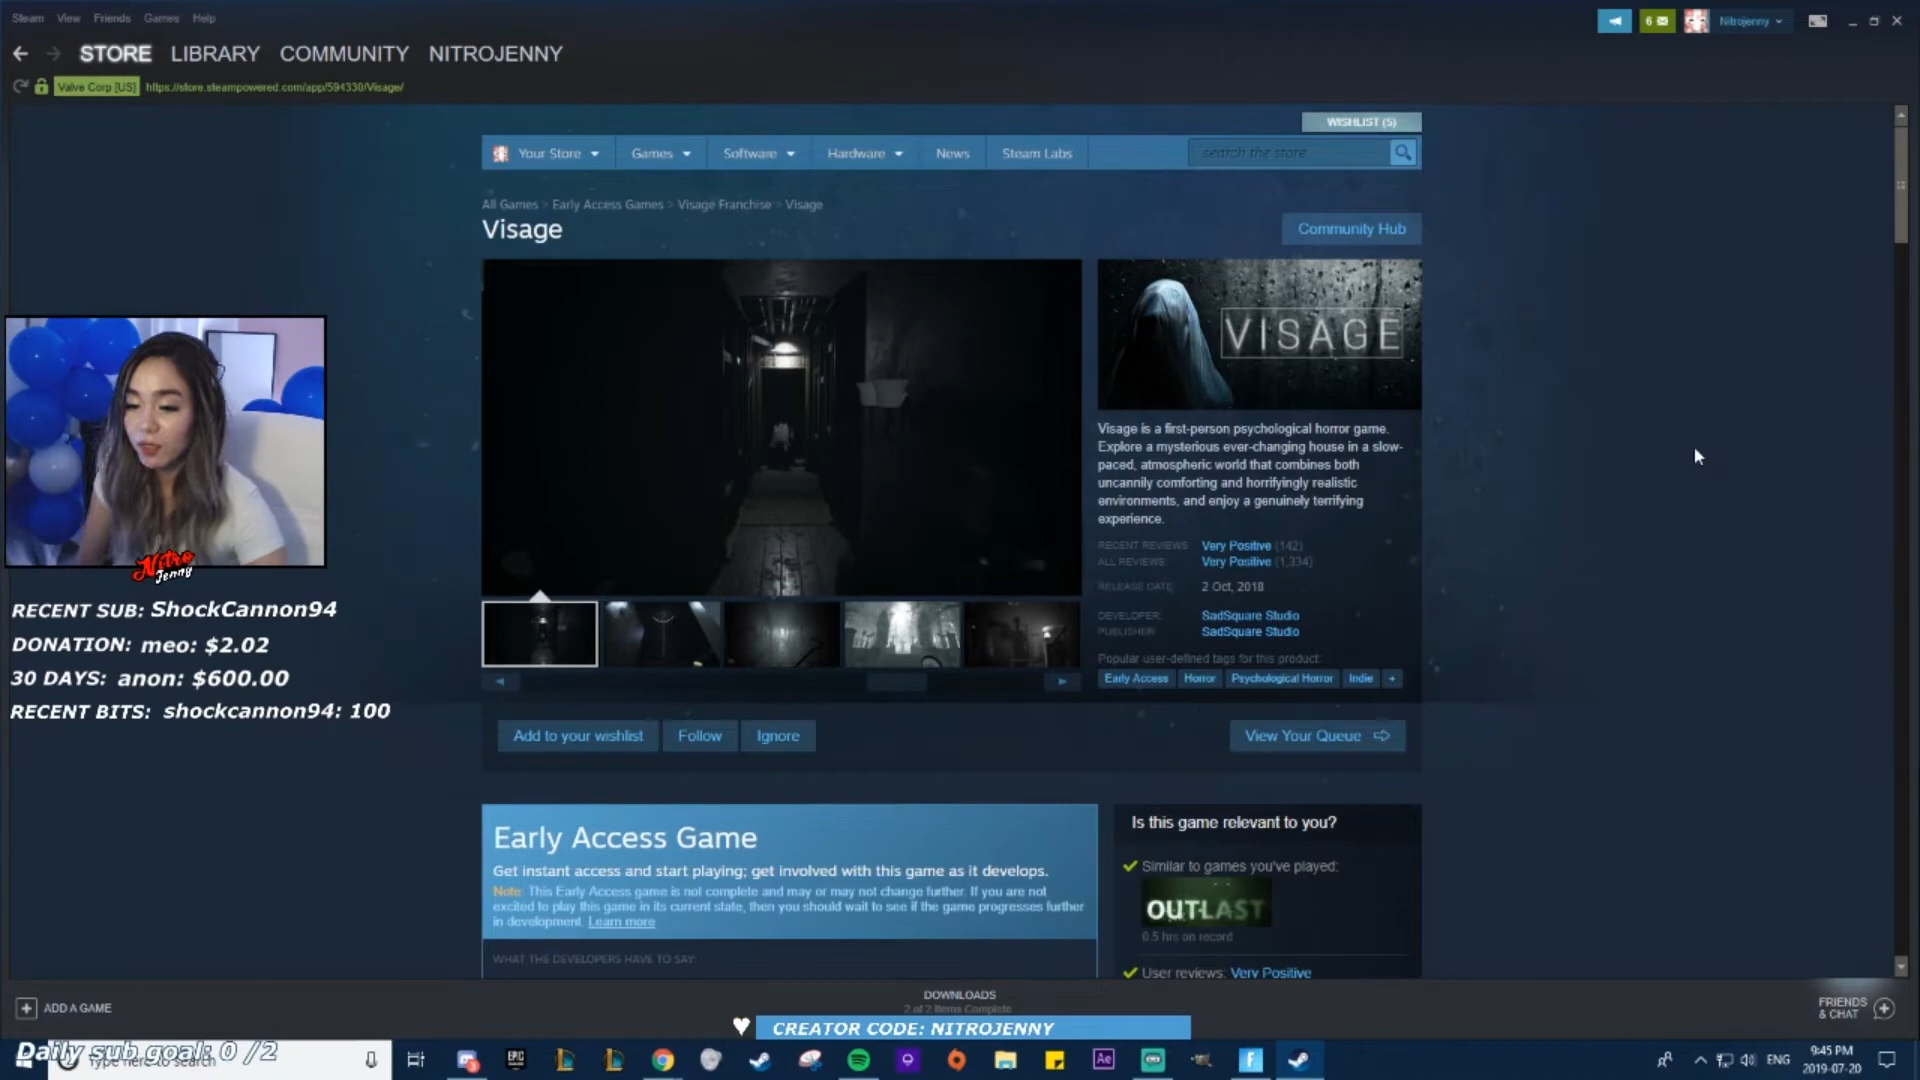 Steam View Friends Games Help
6
Nitrojenny
STORE LIBRARY COMMUNITY NITROJENNY
Valve Corp [US] https://store.steampowered.com/app/594330/Visage/
WISHLIST (5)
Your Store Games Software Hardware News Steam Labs search the store
All Games > Early Access Games > Visage Franchise > Visage
Visage
Community Hub
VISAGE
Visage is a first-person psychological horror game.
Explore a mysterious ever-changing house in a slow-
paced, atmospheric world that combines both
uncannily comforting and horrifyingly realistic
environments, and enjoy a genuinely terrifying
experience.
RECENT REVIEWS: Very Positive (142)
ALL REVIEWS: Very Positive (1,334)
RELEASE DATE: 2 Oct, 2018
DEVELOPER: SadSquare Studio
PUBLISHER: SadSquare Studio
Popular user-defined tags for this product:
Early Access Horror Psychological Horror Indie +
Nitro
Jenny
RECENT SUB: ShockCannon94
DONATION: meo: $2.02
30 DAYS: anon: $600.00
RECENT BITS: shockcannon94: 100
Add to your wishlist Follow Ignore View Your Queue
Early Access Game
Get instant access and start playing; get involved with this game as it develops.
Note: This Early Access game is not complete and may or may not change further. If you are not
excited to play this game in its current state, then you should wait to see if the game progresses further
in development. Learn more
WHAT THE DEVELOPERS HAVE TO SAY:
Is this game relevant to you?
Similar to games you've played:
OUTLAST
0.5 hrs on record
User reviews: Very Positive
+ ADD A GAME
DOWNLOADS
2 of 2 Items Complete
FRIENDS
& CHAT
CREATOR CODE: NITROJENNY
Daily sub goal: 0 /2
Type here to search
EPIC
Ae
ENG
9:45 PM
2019-07-20